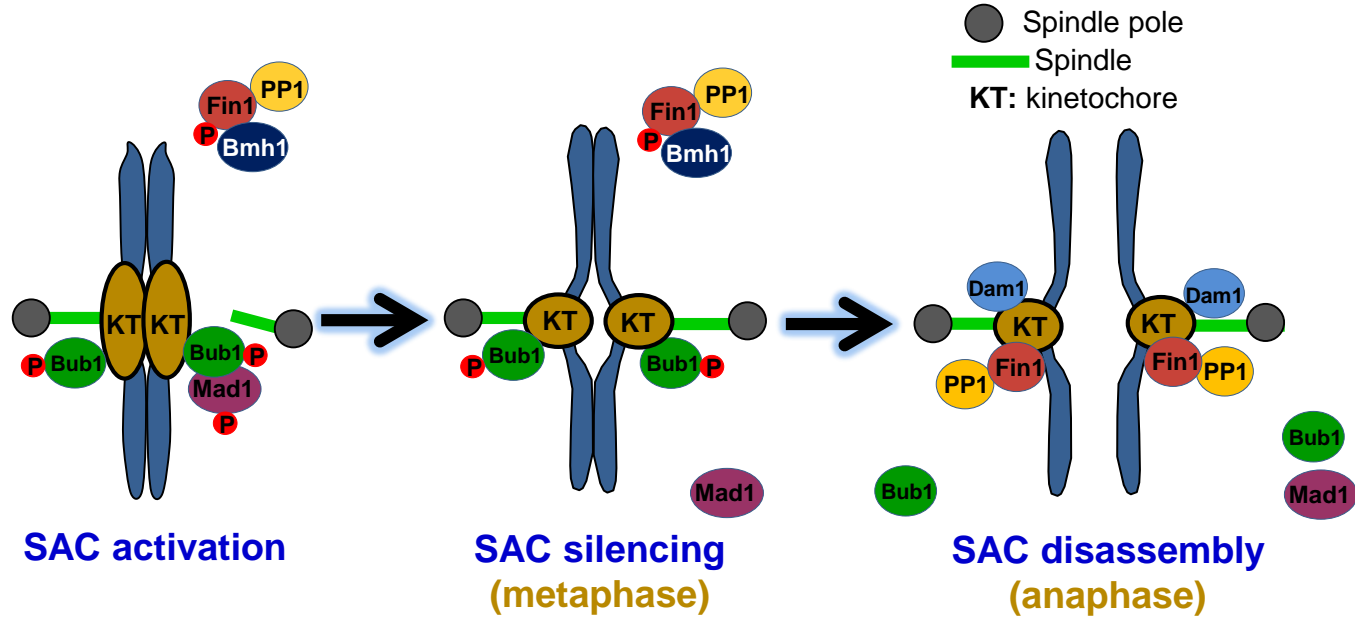 Spindle pole
Spindle
KT: kinetochore
PP1
Fin1
P
Bmh1
KT
KT
Bub1
P
Bub1
P
Mad1
P
PP1
Fin1
P
Bmh1
KT
KT
Bub1
P
Bub1
P
Mad1
Dam1
KT
Fin1
PP1
Dam1
KT
Fin1
PP1
Bub1
Bub1
Mad1
SAC activation
SAC silencing
(metaphase)
SAC disassembly
(anaphase)